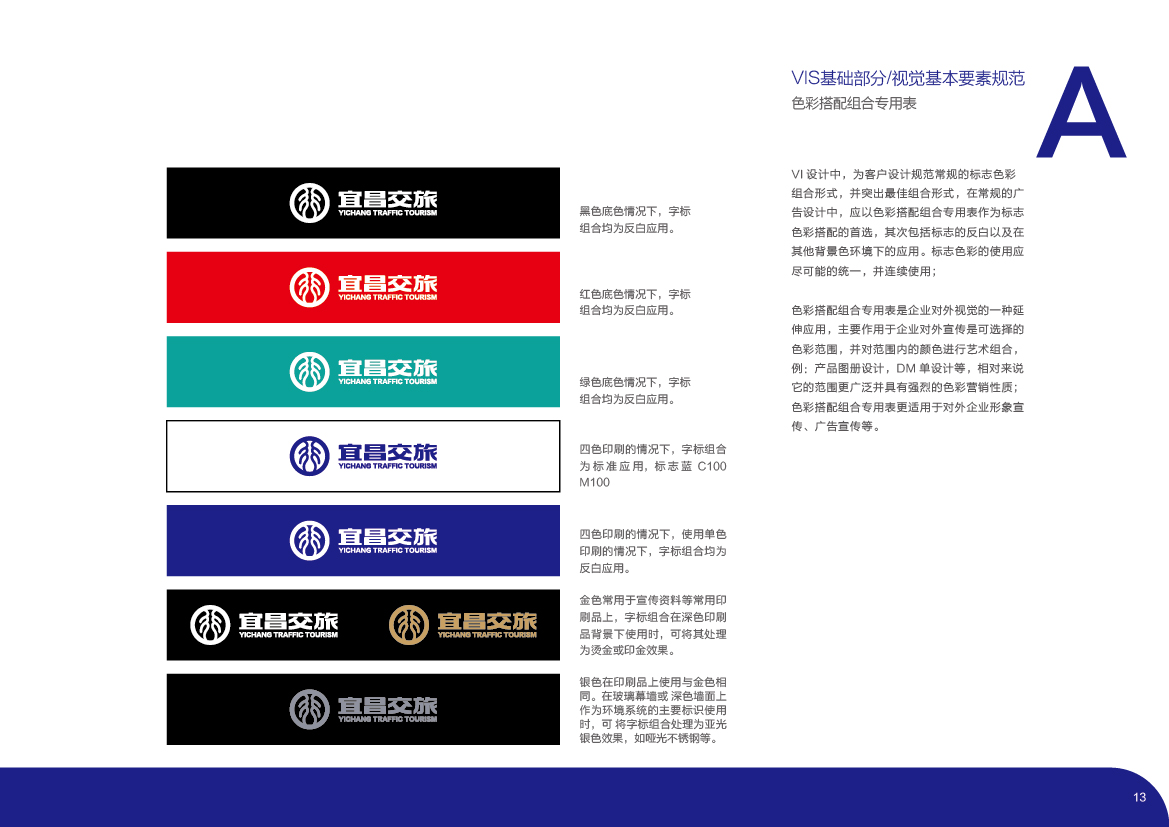 VIS基础部分/视觉基本要素规范
色彩搭配组合专用表
A
VI 设计中，为客户设计规范常规的标志色彩
组合形式，并突出最佳组合形式，在常规的广
告设计中，应以色彩搭配组合专用表作为标志
色彩搭配的首选，其次包括标志的反白以及在
其他背景色环境下的应用。标志色彩的使用应
尽可能的统一，并连续使用；
色彩搭配组合专用表是企业对外视觉的一种延
伸应用，主要作用于企业对外宣传是可选择的
色彩范围，并对范围内的颜色进行艺术组合，
例：产品图册设计，DM 单设计等，相对来说
它的范围更广泛并具有强烈的色彩营销性质；
色彩搭配组合专用表更适用于对外企业形象宣
传、广告宣传等。
宜昌交旅
YICHANG TRAFFIC TOURISM
黑色底色情况下，字标
组合均为反白应用。
宜昌交旅
YICHANG TRAFFIC TOURISM
红色底色情况下，字标
组合均为反白应用。
宜昌交旅
YICHANG TRAFFIC TOURISM
绿色底色情况下，字标
组合均为反白应用。
宜昌交旅
YICHANG TRAFFIC TOURISM
四色印刷的情况下，字标组合
为标准应用, 标志蓝 C100
M100
宜昌交旅
YICHANG TRAFFIC TOURISM
四色印刷的情况下，使用单色
印刷的情况下，字标组合均为
反白应用。
宜昌交旅
YICHANG TRAFFIC TOURISM
宜昌交旅
YICHANG TRAFFIC TOURISM
金色常用于宣传资料等常用印
刷品上，字标组合在深色印刷
品背景下使用时，可将其处理
为烫金或印金效果。
宜昌交旅
YICHANG TRAFFIC TOURISM
银色在印刷品上使用与金色相
同。在玻璃幕墙或 深色墙面上
作为环境系统的主要标识使用
时，可 将字标组合处理为亚光
银色效果，如哑光不锈钢等。
13